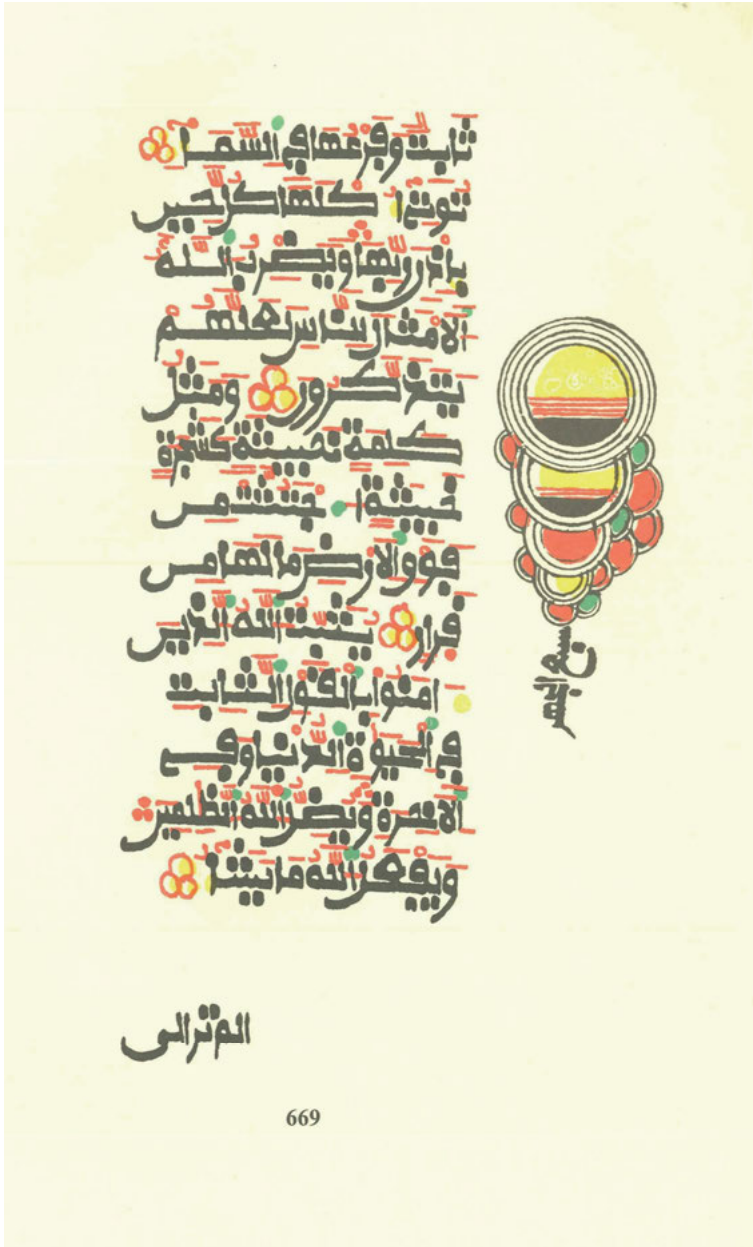 ثابت وفرعها في السما
توتي اكلها كل حين
باذن ربها ويضرب الله
الامثال للناس لعلهم
يتذكرون ومثل
كلمة خبيثة كشجرة
خبيثة اجتثت من
فوق الارض ما لها من
قرار يثبت الله الذين
امنوا بالقول الثابت
في الحيوة الدنيا وفي
الاخرة ويضل الله الظلمين
ويفعل الله ما يشا
الم تر الى
669